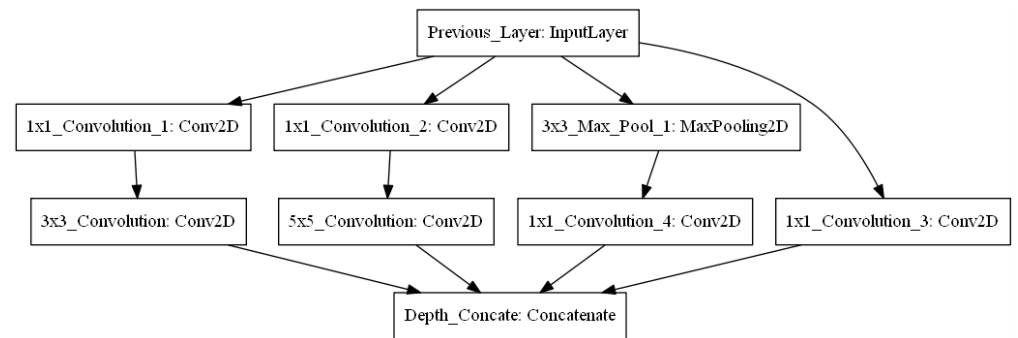 Previous_Layer: InputLayer
1x1_Convolution_1: Conv2D
1x1_Convolution_2: Conv2D
3x3_Max_Pool_1: MaxPooling2D
3x3_Convolution: Conv2D
5x5_Convolution: Conv2D
1x1_Convolution_4: Conv2D
1x1_Convolution_3: Conv2D
Depth_Concate: Concatenate